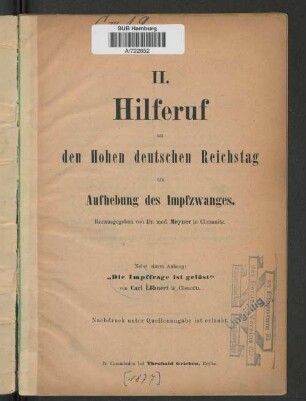 SUB Hamburg
A/722652
II.
Hilferuf
an
den Hohen deutschen Reichstag
um
Aufhebung des Impfzwanges.
Herausgegeben von Dr. med. Meyner in Chemnitz.
Nebst einem Anhang:
„Die Impffrage ist gelöst“
von Carl Löhnert in Chemnitz.
Nachdruck unter Quellenangabe ist erlaubt.
In Commission bei Theobald Grieben, Berlin.
[1877]